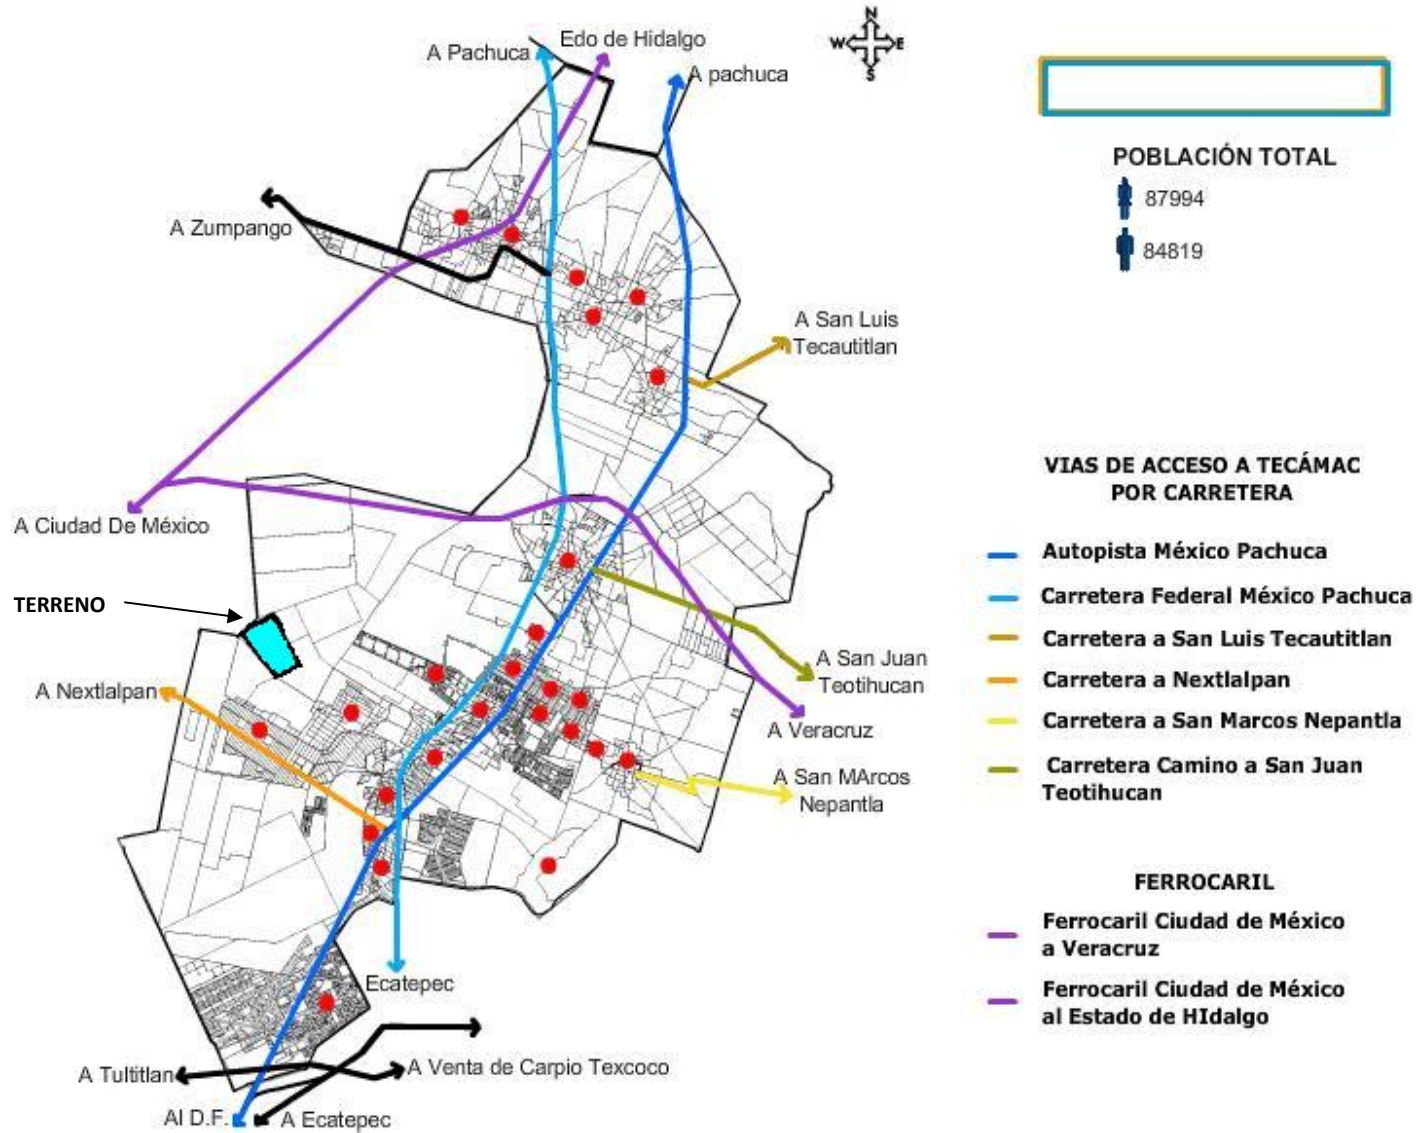 A Pachuca
Edo de Hidalgo
A pachuca
N
W
E
S
A Zumpango
A San Luis
Tecautitlan
A Ciudad De México
TERRENO
A Nextlalpan
A San Juan
Teotihucan
A Veracruz
A San MArcos
Nepantla
Ecatepec
A Venta de Carpio Texcoco
A Tultitlan
Al D.F.
A Ecatepec
POBLACIÓN TOTAL
87994
84819
VIAS DE ACCESO A TECÁMAC
POR CARRETERA
Autopista México Pachuca
Carretera Federal México Pachuca
Carretera a San Luis Tecautitlan
Carretera a Nextlalpan
Carretera a San Marcos Nepantla
Carretera Camino a San Juan
Teotihucan
FERROCARIL
Ferrocaril Ciudad de México
a Veracruz
Ferrocaril Ciudad de México
al Estado de HIdalgo